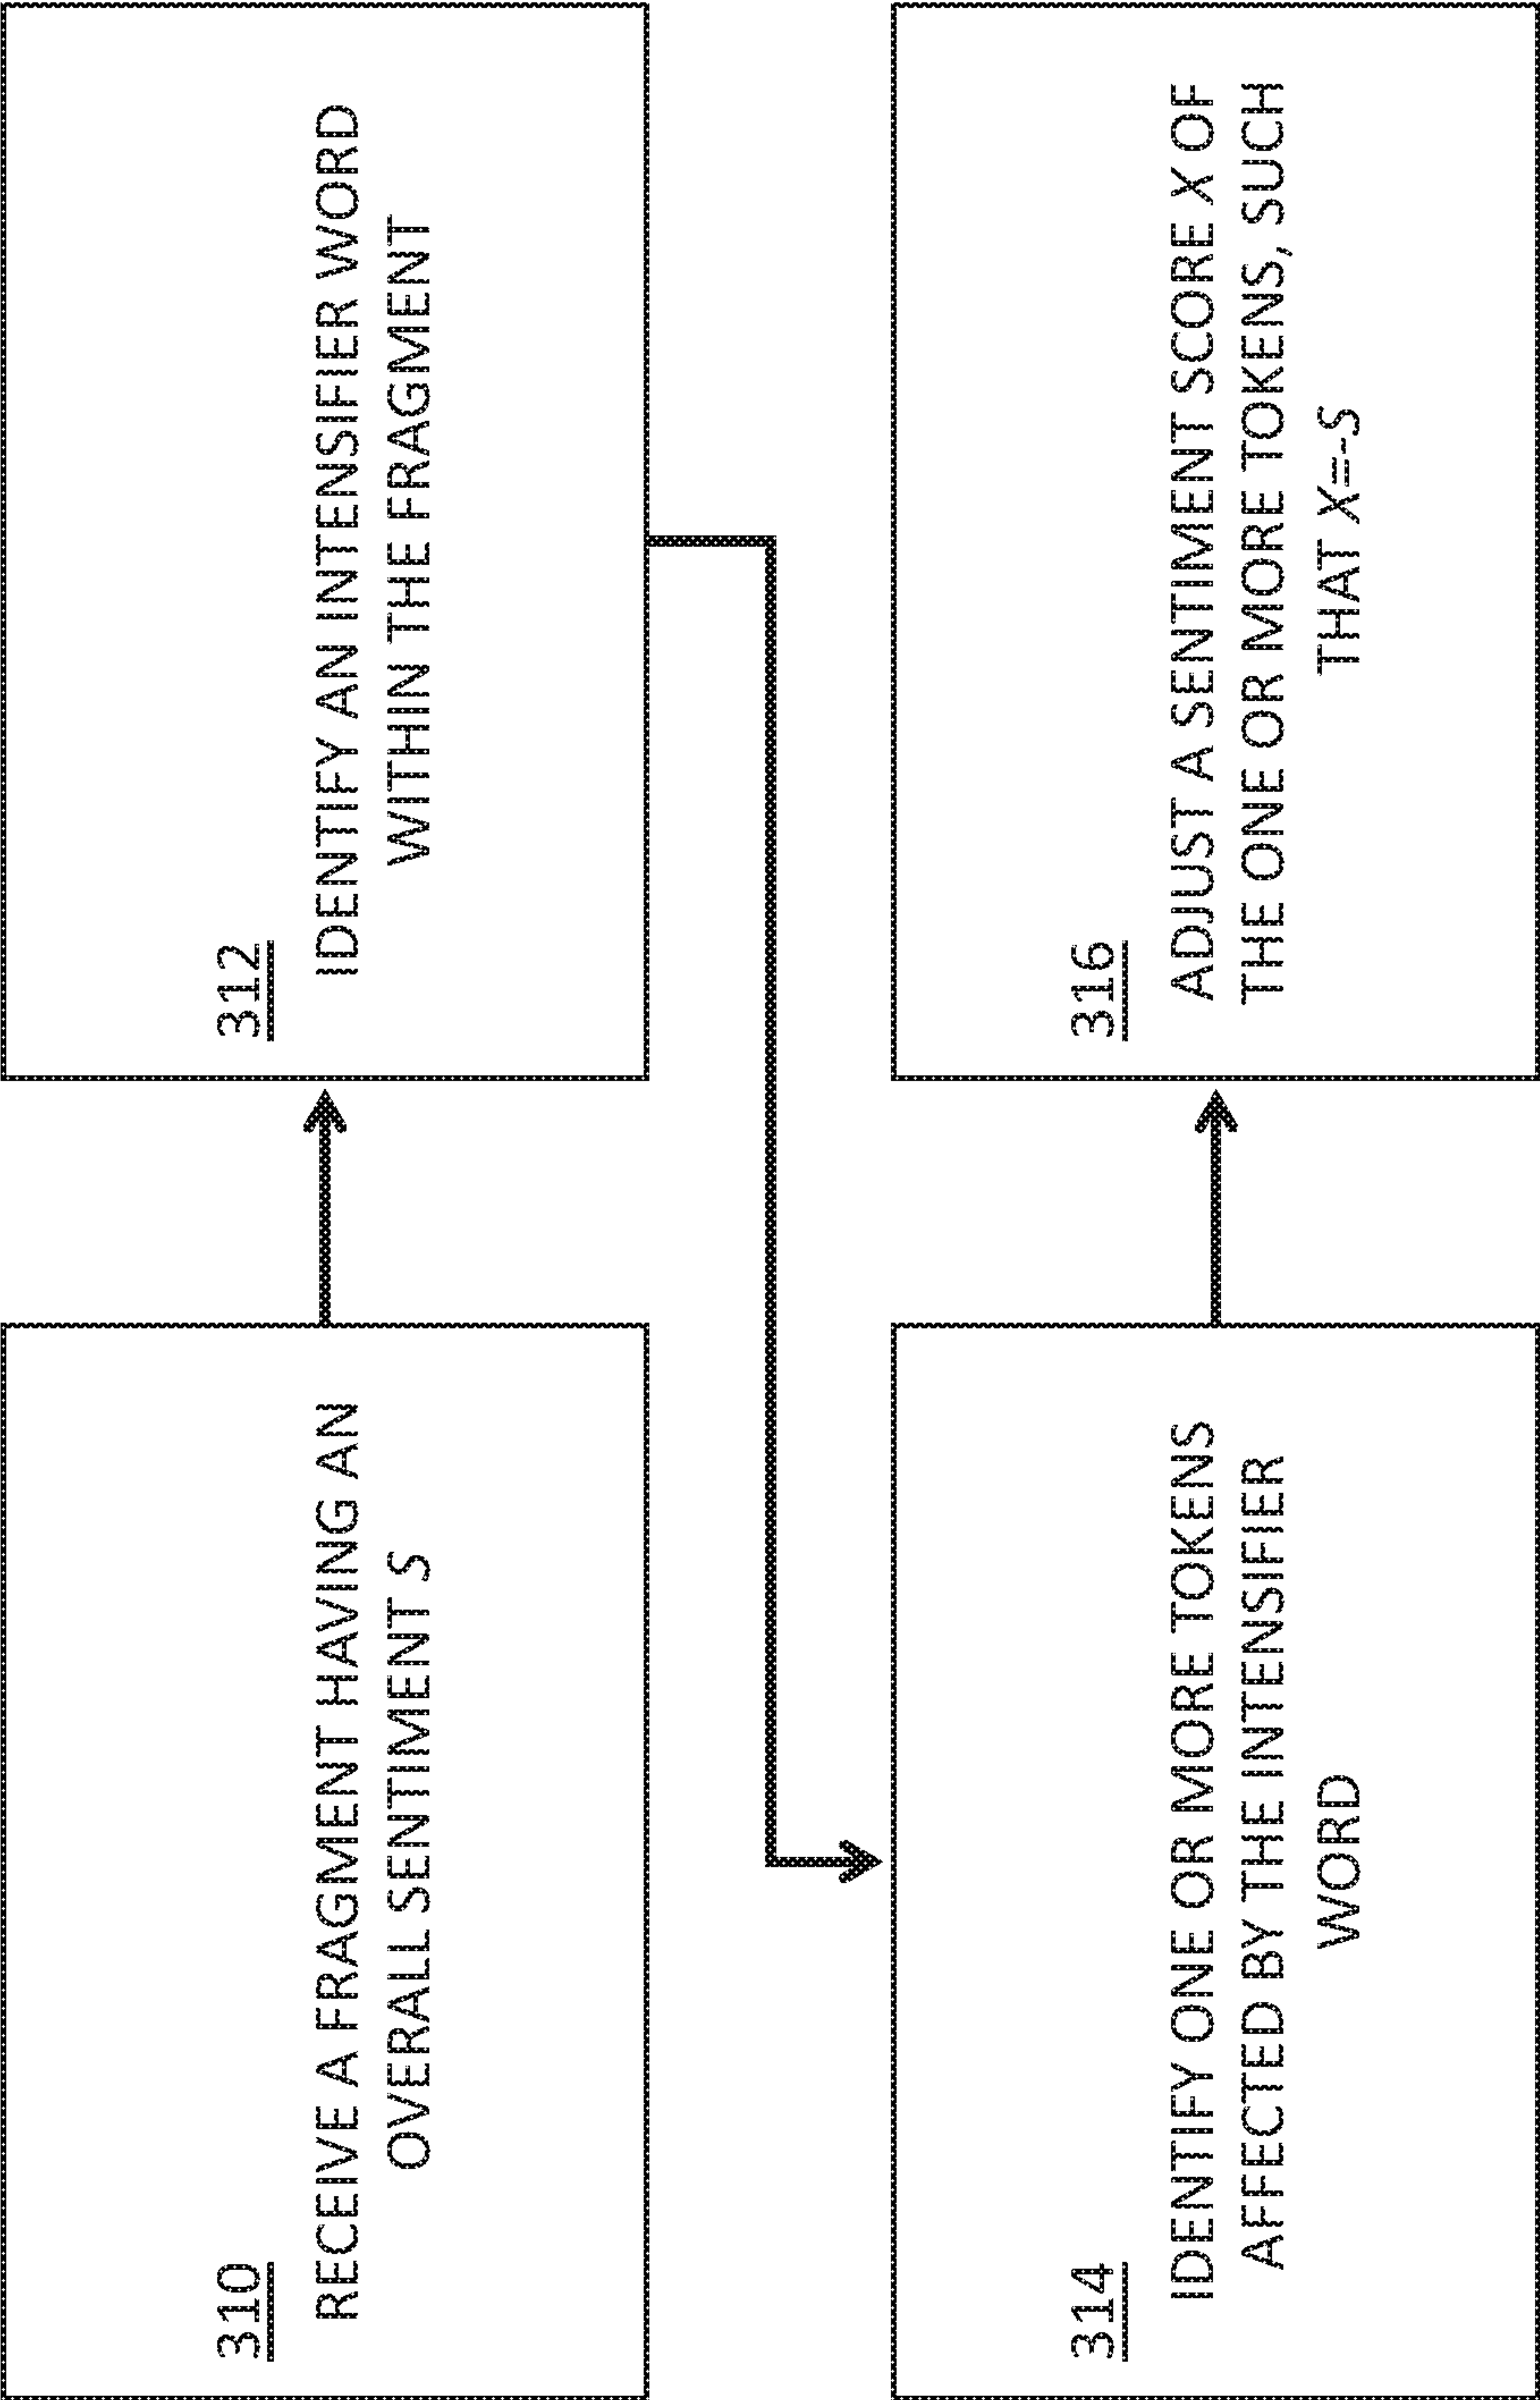 310
RECEIVE A FRAGMENT HAVING AN
OVERALL SENTIMENT S
312
IDENTIFY AN INTENSIFIER WORD
WITHIN THE FRAGMENT
314
IDENTIFY ONE OR MORE TOKENS
AFFECTED BY THE INTENSIFIER
WORD
316
ADJUST A SENTIMENT SCORE X OF
THE ONE OR MORE TOKENS, SUCH
THAT X=-S